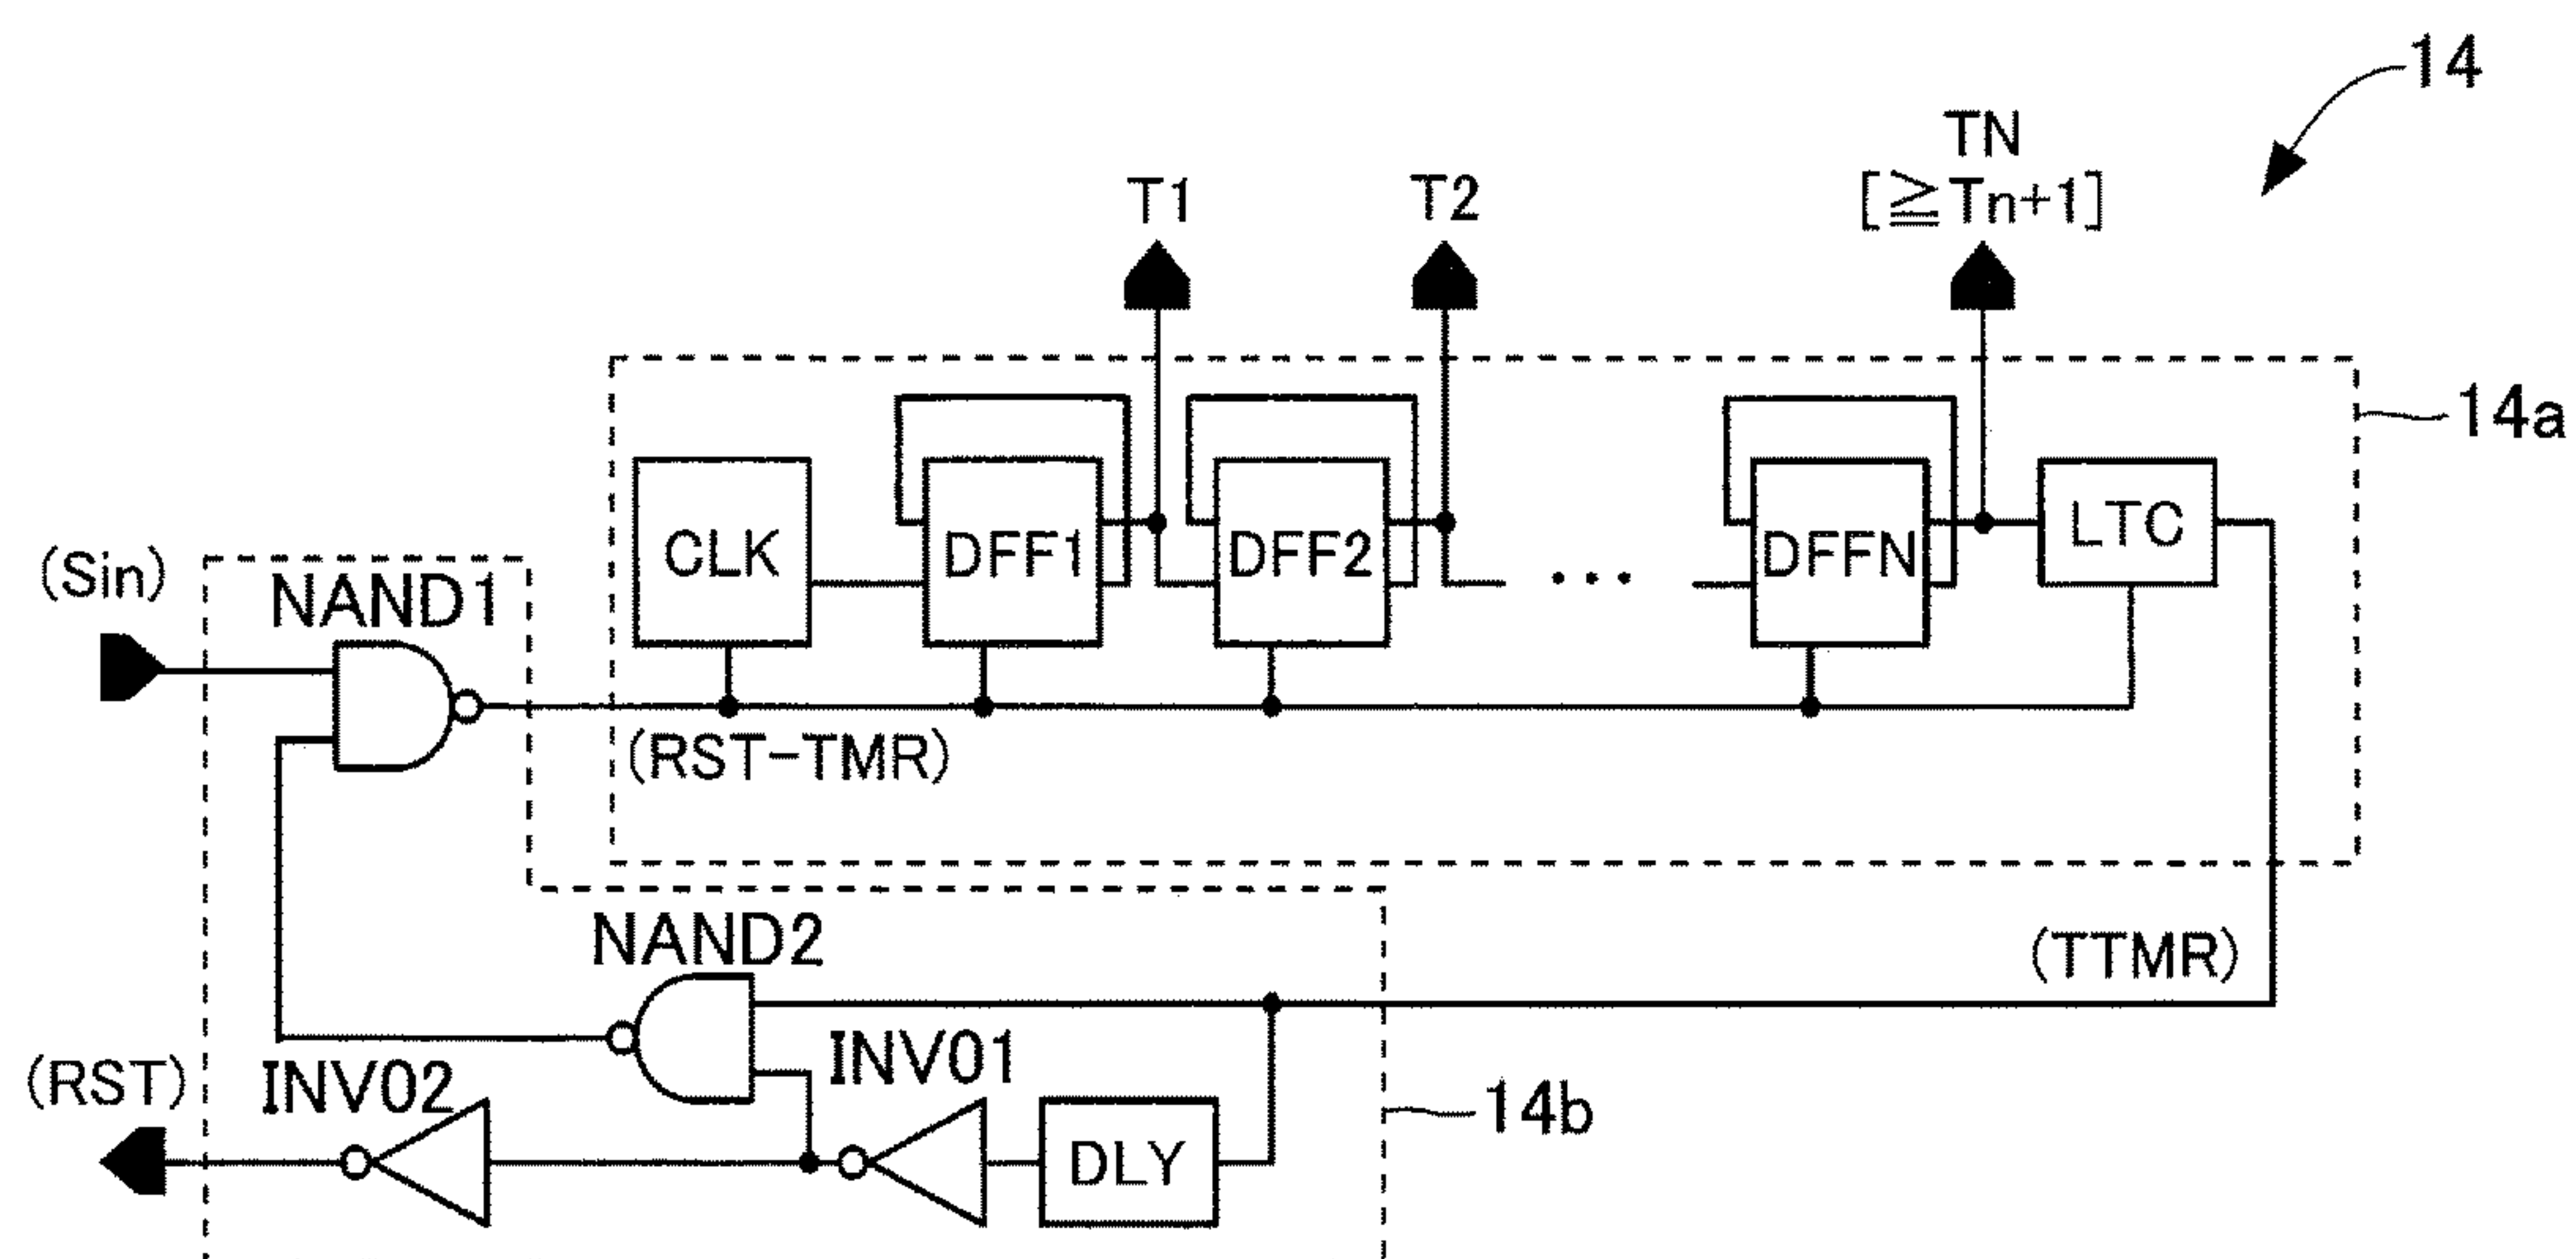 14
TN
T1
T2
[≧Tn+1]
14a
(Sin)
NAND1
CLK
DFF1
DFF2
...
DFFN
LTC
(RST-TMR)
NAND2
(TTMR)
INV01
(RST)
INV02
DLY
14b